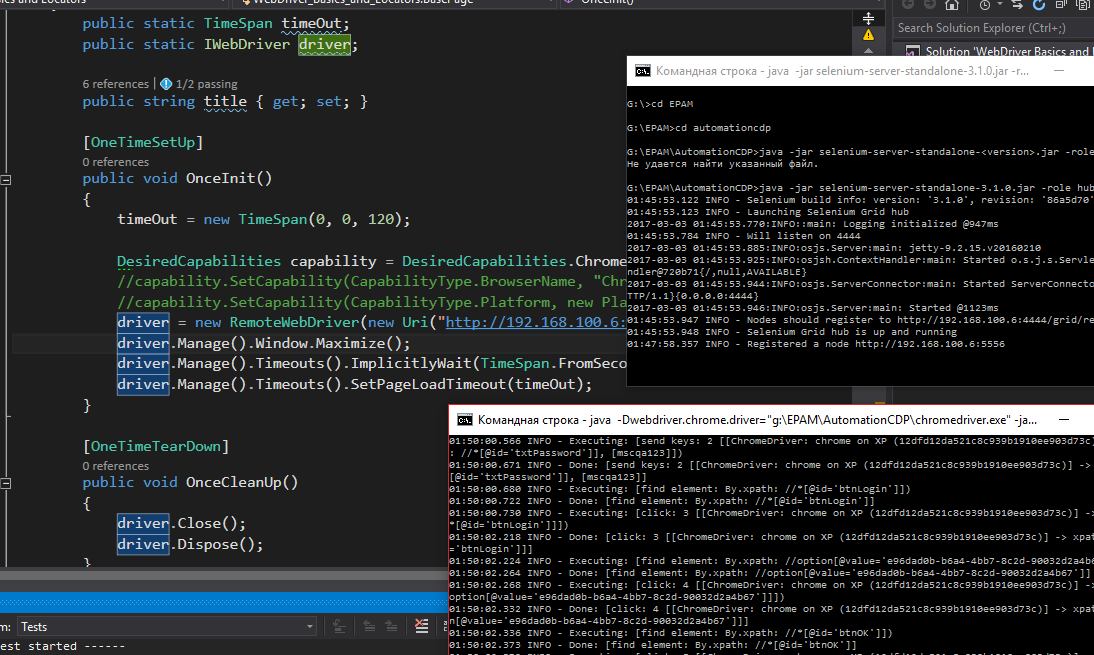 WebDriver_Basics_and_Locators.BasePage
OnceInit()
public static TimeSpan timeOut;
public static IWebDriver driver;
6 references | 1/2 passing
public string title { get; set; }
[OneTimeSetUp]
0 references
public void OnceInit()
{
timeOut = new TimeSpan(0, 0, 120);
DesiredCapabilities capability = DesiredCapabilities.Chrome
//capability.SetCapability(CapabilityType.BrowserName, "Chr
//capability.SetCapability(CapabilityType.Platform, new Pla
driver = new RemoteWebDriver(new Uri("http://192.168.100.6:
driver.Manage().Window.Maximize();
driver.Manage().Timeouts().ImplicitlyWait(TimeSpan.FromSeco
driver.Manage().Timeouts().SetPageLoadTimeout(timeOut);
}
[OneTimeTearDown]
0 references
public void OnceCleanUp()
{
driver.Close();
driver.Dispose();
}
m: Tests
est started ------
Search Solution Explorer (Ctrl+;)
Solution 'WebDriver Basics and
Командная строка - java -jar selenium-server-standalone-3.1.0.jar -r...
G:\>cd EPAM
G:\EPAM>cd automationcdp
G:\EPAM\AutomationCDP>java -jar selenium-server-standalone-<version>.jar -role
Не удается найти указанный файл.
G:\EPAM\AutomationCDP>java -jar selenium-server-standalone-3.1.0.jar -role hub
01:45:53.122 INFO - Selenium build info: version: '3.1.0', revision: '86a5d70'
01:45:53.123 INFO - Launching Selenium Grid hub
2017-03-03 01:45:53.770:INFO::main: Logging initialized @947ms
01:45:53.784 INFO - Will listen on 4444
2017-03-03 01:45:53.885:INFO:osjs.Server:main: jetty-9.2.15.v20160210
2017-03-03 01:45:53.925:INFO:osjsh.ContextHandler:main: Started o.s.j.s.Servle
ndler@720b71{/,null,AVAILABLE}
2017-03-03 01:45:53.944:INFO:osjs.ServerConnector:main: Started ServerConnecto
TTP/1.1}{0.0.0.0:4444}
2017-03-03 01:45:53.946:INFO:osjs.Server:main: Started @1123ms
01:45:53.947 INFO - Nodes should register to http://192.168.100.6:4444/grid/re
01:45:53.948 INFO - Selenium Grid hub is up and running
01:47:58.357 INFO - Registered a node http://192.168.100.6:5556
Командная строка - java -Dwebdriver.chrome.driver="g:\EPAM\AutomationCDP\chromedriver.exe" -ja...
01:50:00.566 INFO - Executing: [send keys: 2 [[ChromeDriver: chrome on XP (12dfd12da521c8c939b1910ee903d73c)
: //*[@id='txtPassword']], [mscqa123]])
01:50:00.671 INFO - Done: [send keys: 2 [[ChromeDriver: chrome on XP (12dfd12da521c8c939b1910ee903d73c)] ->
[@id='txtPassword']], [mscqa123]]
01:50:00.680 INFO - Executing: [find element: By.xpath: //*[@id='btnLogin']])
01:50:00.722 INFO - Done: [find element: By.xpath: //*[@id='btnLogin']]
01:50:00.730 INFO - Executing: [click: 3 [[ChromeDriver: chrome on XP (12dfd12da521c8c939b1910ee903d73c)] ->
*[@id='btnLogin']]])
01:50:02.218 INFO - Done: [click: 3 [[ChromeDriver: chrome on XP (12dfd12da521c8c939b1910ee903d73c)] -> xpat
='btnLogin']]]
01:50:02.224 INFO - Executing: [find element: By.xpath: //option[@value='e96dad0b-b6a4-4bb7-8c2d-90032d2a4b6
01:50:02.264 INFO - Done: [find element: By.xpath: //option[@value='e96dad0b-b6a4-4bb7-8c2d-90032d2a4b67']]
01:50:02.268 INFO - Executing: [click: 4 [[ChromeDriver: chrome on XP (12dfd12da521c8c939b1910ee903d73c)] ->
option[@value='e96dad0b-b6a4-4bb7-8c2d-90032d2a4b67']]])
01:50:02.332 INFO - Done: [click: 4 [[ChromeDriver: chrome on XP (12dfd12da521c8c939b1910ee903d73c)] -> xpat
n[@value='e96dad0b-b6a4-4bb7-8c2d-90032d2a4b67']]]
01:50:02.336 INFO - Executing: [find element: By.xpath: //*[@id='btnOK']])
01:50:02.373 INFO - Done: [find element: By.xpath: //*[@id='btnOK']]